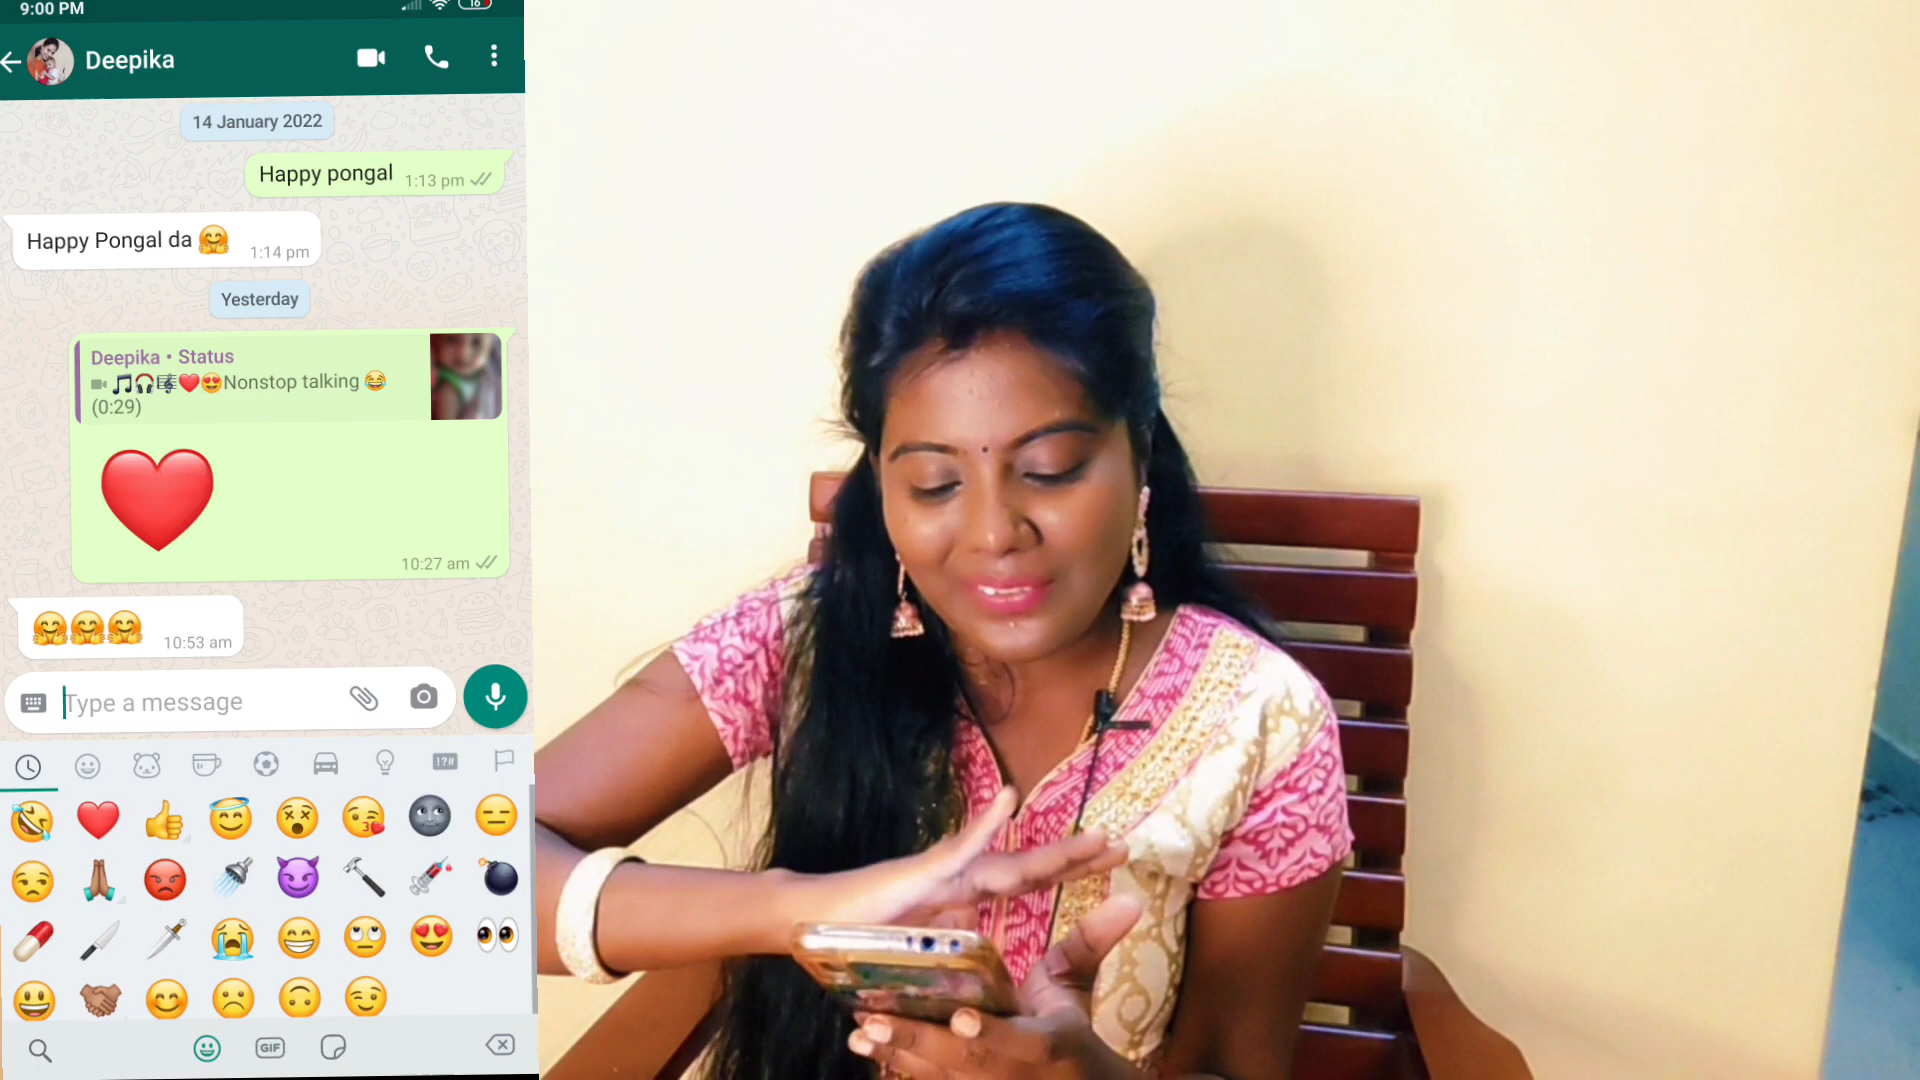 9:00 PM
16
Deepika
14 January 2022
Happy pongal 1:13 pm
Happy Pongal da 🤗 1:14 pm
Yesterday
Deepika • Status
🎵🎧🎼❤️😍Nonstop talking 😂
(0:29)
10:27 am
🤗🤗🤗 10:53 am
Type a message
!?#
GIF